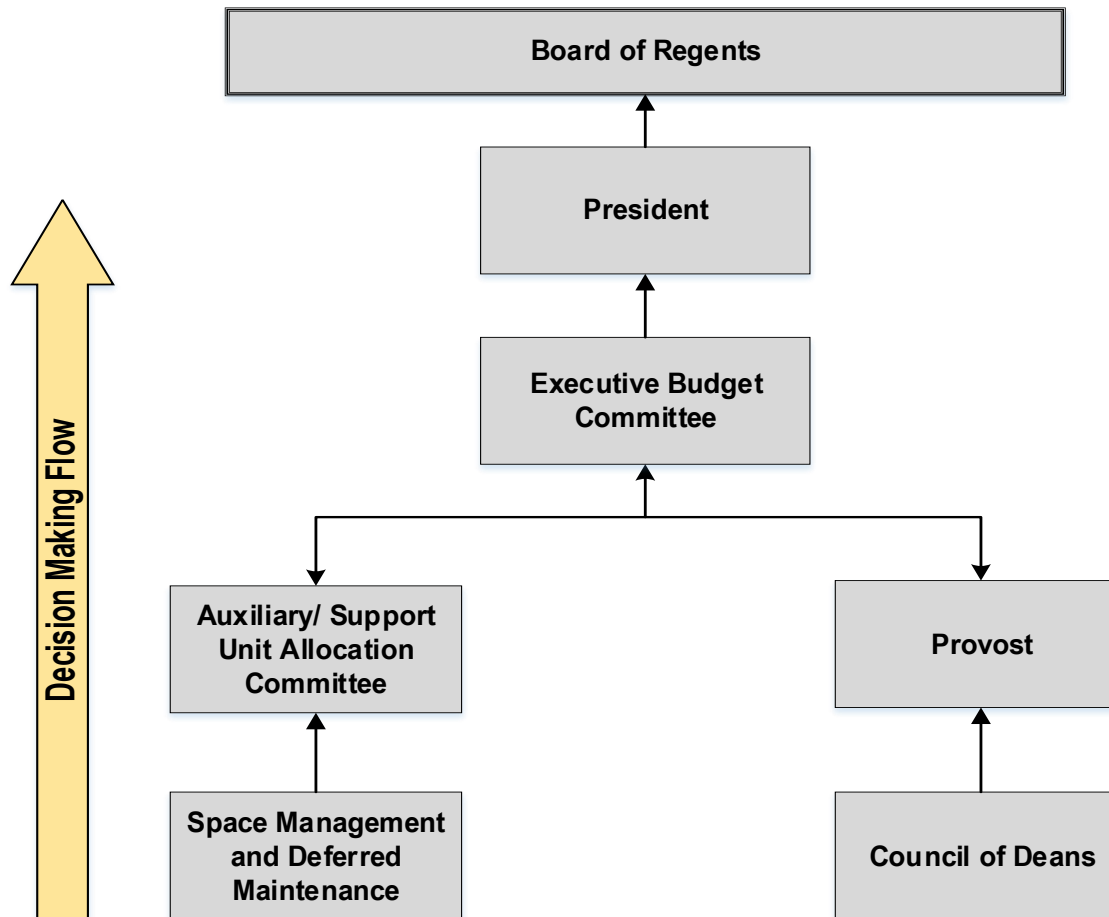 Board of Regents
President
Executive Budget
Committee
Decision Making Flow
Auxiliary/ Support
Unit Allocation
Committee
Provost
Space Management
and Deferred
Maintenance
Council of Deans